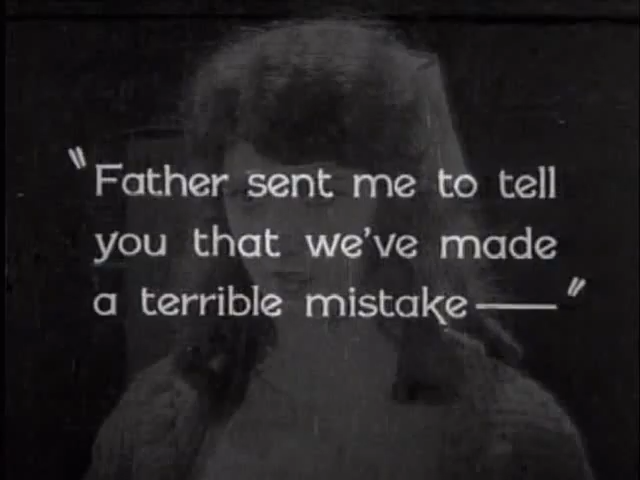 "Father sent me to tell
you that we've made
a terrible mistake—"